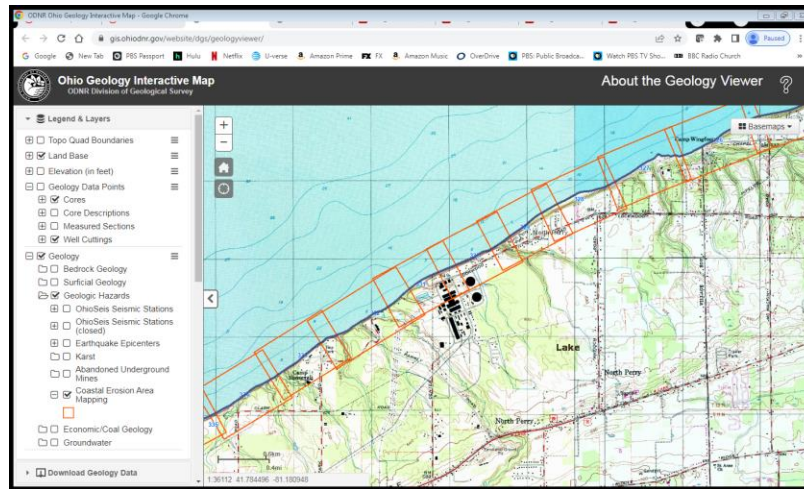 ODNR Ohio Geology Interactive Map - Google Chrome
gis.ohiodnr.gov/website/dgs/geologyviewer/
Paused
Google New Tab PBS Passport Hulu Netflix U-verse Amazon Prime FX Amazon Music OverDrive PBS: Public Broadca... Watch PBS TV Sho... BBC Radio Church
Ohio Geology Interactive Map
ODNR Division of Geological Survey
About the Geology Viewer
Legend & Layers
Topo Quad Boundaries
Land Base
Elevation (in feet)
Geology Data Points
Cores
Core Descriptions
Measured Sections
Well Cuttings
Geology
Bedrock Geology
Surficial Geology
Geologic Hazards
OhioSeis Seismic Stations
OhioSeis Seismic Stations
(closed)
Earthquake Epicenters
Karst
Abandoned Underground
Mines
Coastal Erosion Area
Mapping
Economic/Coal Geology
Groundwater
Download Geology Data
Basemaps
North Perry
Lake
North Perry
North Perry
0.4mi
1:36112 41.784496 -81.180948